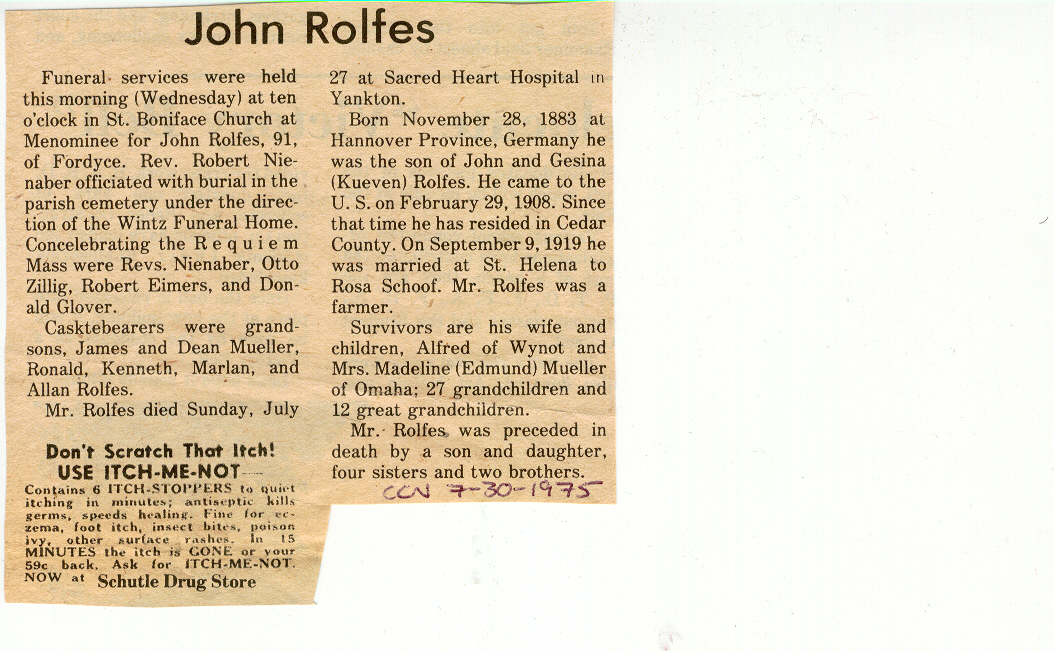 John Rolfes
Funeral services were held
this morning (Wednesday) at ten
o'clock in St. Boniface Church at
Menominee for John Rolfes, 91,
of Fordyce. Rev. Robert Nie-
naber officiated with burial in the
parish cemetery under the direc-
tion of the Wintz Funeral Home.
Concelebrating the Requiem
Mass were Revs. Nienaber, Otto
Zillig, Robert Eimers, and Don-
ald Glover.
Casktebearers were grand-
sons, James and Dean Mueller,
Ronald, Kenneth, Marlan, and
Allan Rolfes.
Mr. Rolfes died Sunday, July
27 at Sacred Heart Hospital in
Yankton.
Born November 28, 1883 at
Hannover Province, Germany he
was the son of John and Gesina
(Kueven) Rolfes. He came to the
U. S. on February 29, 1908. Since
that time he has resided in Cedar
County. On September 9, 1919 he
was married at St. Helena to
Rosa Schoof. Mr. Rolfes was a
farmer.
Survivors are his wife and
children, Alfred of Wynot and
Mrs. Madeline (Edmund) Mueller
of Omaha; 27 grandchildren and
12 great grandchildren.
Mr. Rolfes was preceded in
death by a son and daughter,
four sisters and two brothers.
CCN 7-30-1975
Don't Scratch That Itch!
USE ITCH-ME-NOT
Contains 6 ITCH-STOPPERS to quiet
itching in minutes; antiseptic kills
germs, speeds healing. Fine for ec-
zema, foot itch, insect bites, poison
ivy, other surface rashes. In 15
MINUTES the itch is GONE or your
59c back. Ask for ITCH-ME-NOT.
NOW at Schutle Drug Store